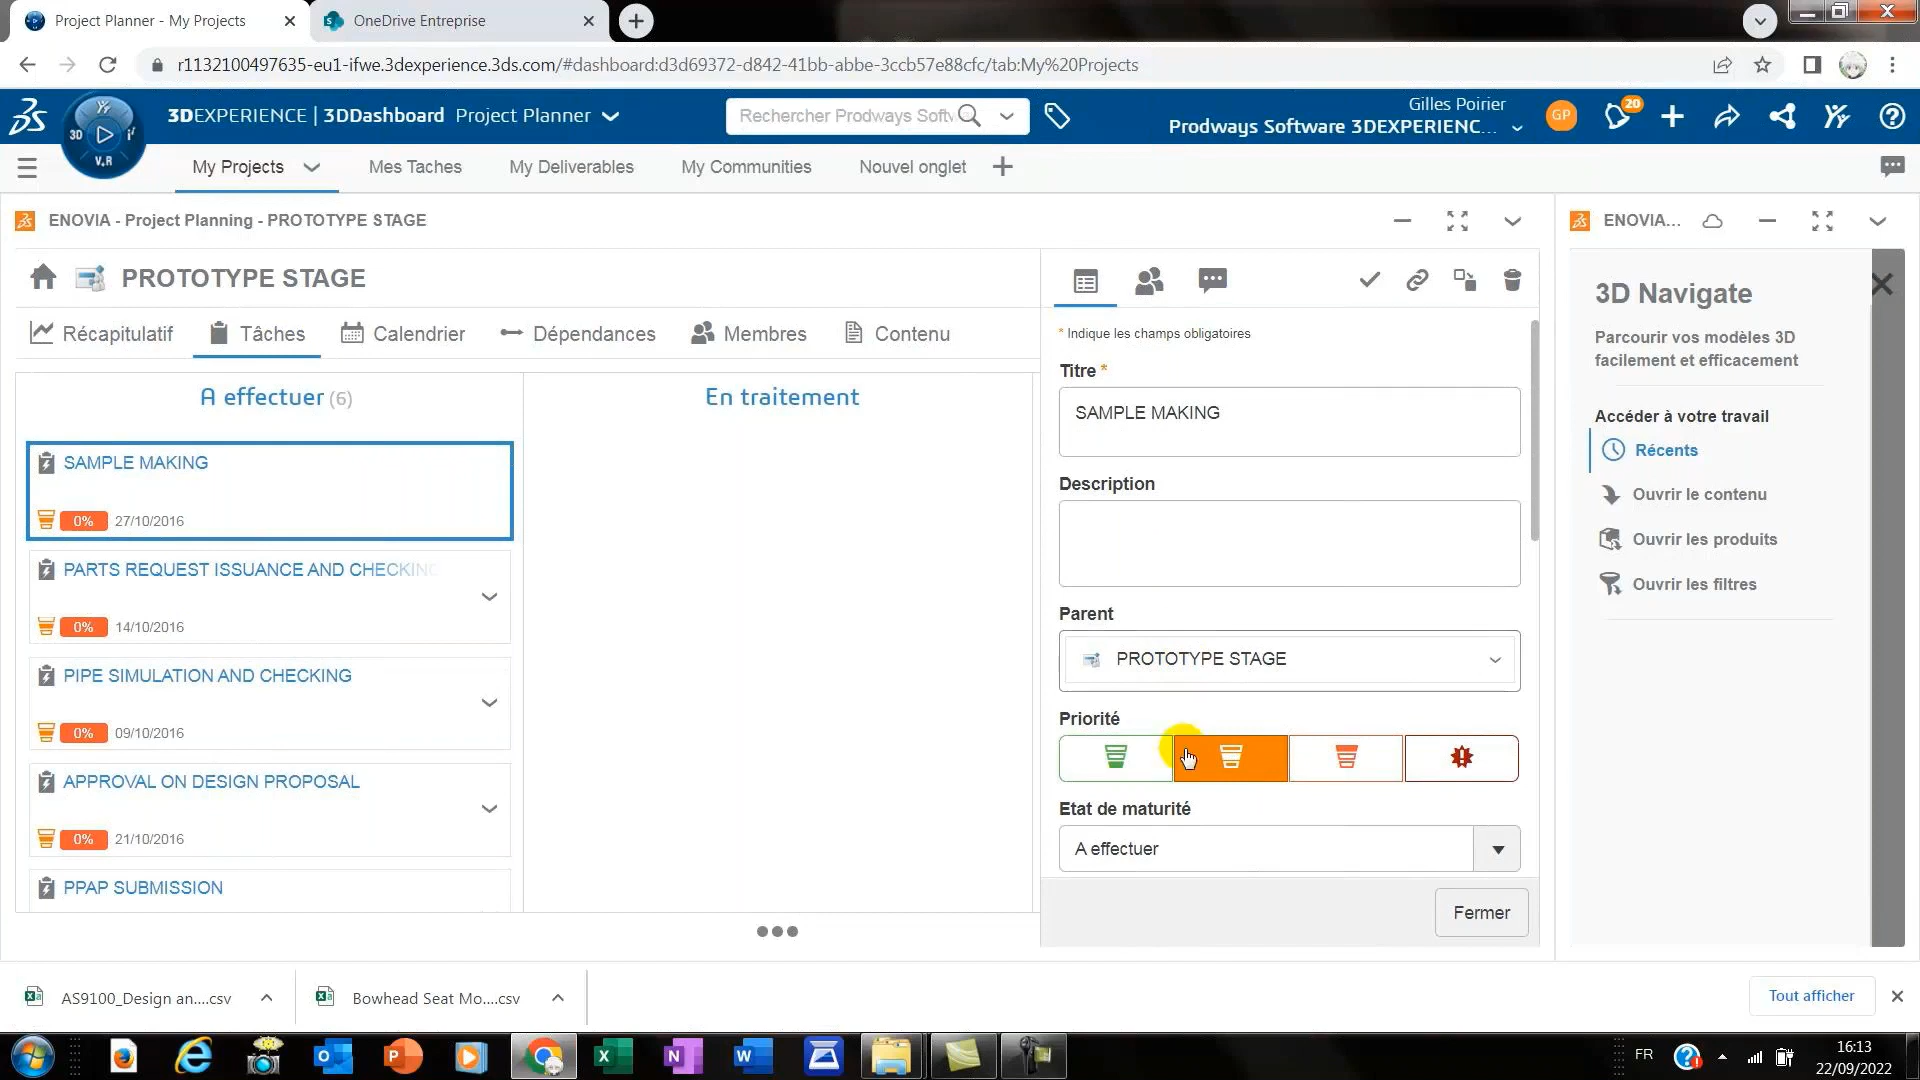 Project Planner - My Projects
OneDrive Entreprise
r1132100497635-eu1-ifwe.3dexperience.3ds.com/#dashboard:d3d69372-d842-41bb-abbe-3ccb57e88cfc/tab:My%20Projects
3D
V.R
3DEXPERIENCE | 3DDashboard Project Planner
Rechercher Prodways Softw
Gilles Poirier
Prodways Software 3DEXPERIENC...
GP
20
My Projects
Mes Taches
My Deliverables
My Communities
Nouvel onglet
ENOVIA - Project Planning - PROTOTYPE STAGE
ENOVIA...
PROTOTYPE STAGE
Récapitulatif
Tâches
Calendrier
Dépendances
Membres
Contenu
A effectuer (6)
En traitement
SAMPLE MAKING
0% 27/10/2016
PARTS REQUEST ISSUANCE AND CHECKING
0% 14/10/2016
PIPE SIMULATION AND CHECKING
0% 09/10/2016
APPROVAL ON DESIGN PROPOSAL
0% 21/10/2016
PPAP SUBMISSION
* Indique les champs obligatoires
Titre *
SAMPLE MAKING
Description
Parent
PROTOTYPE STAGE
Priorité
Etat de maturité
A effectuer
Fermer
3D Navigate
Parcourir vos modèles 3D
facilement et efficacement
Accéder à votre travail
Récents
Ouvrir le contenu
Ouvrir les produits
Ouvrir les filtres
AS9100_Design an....csv
Bowhead Seat Mo....csv
Tout afficher
FR
16:13
22/09/2022